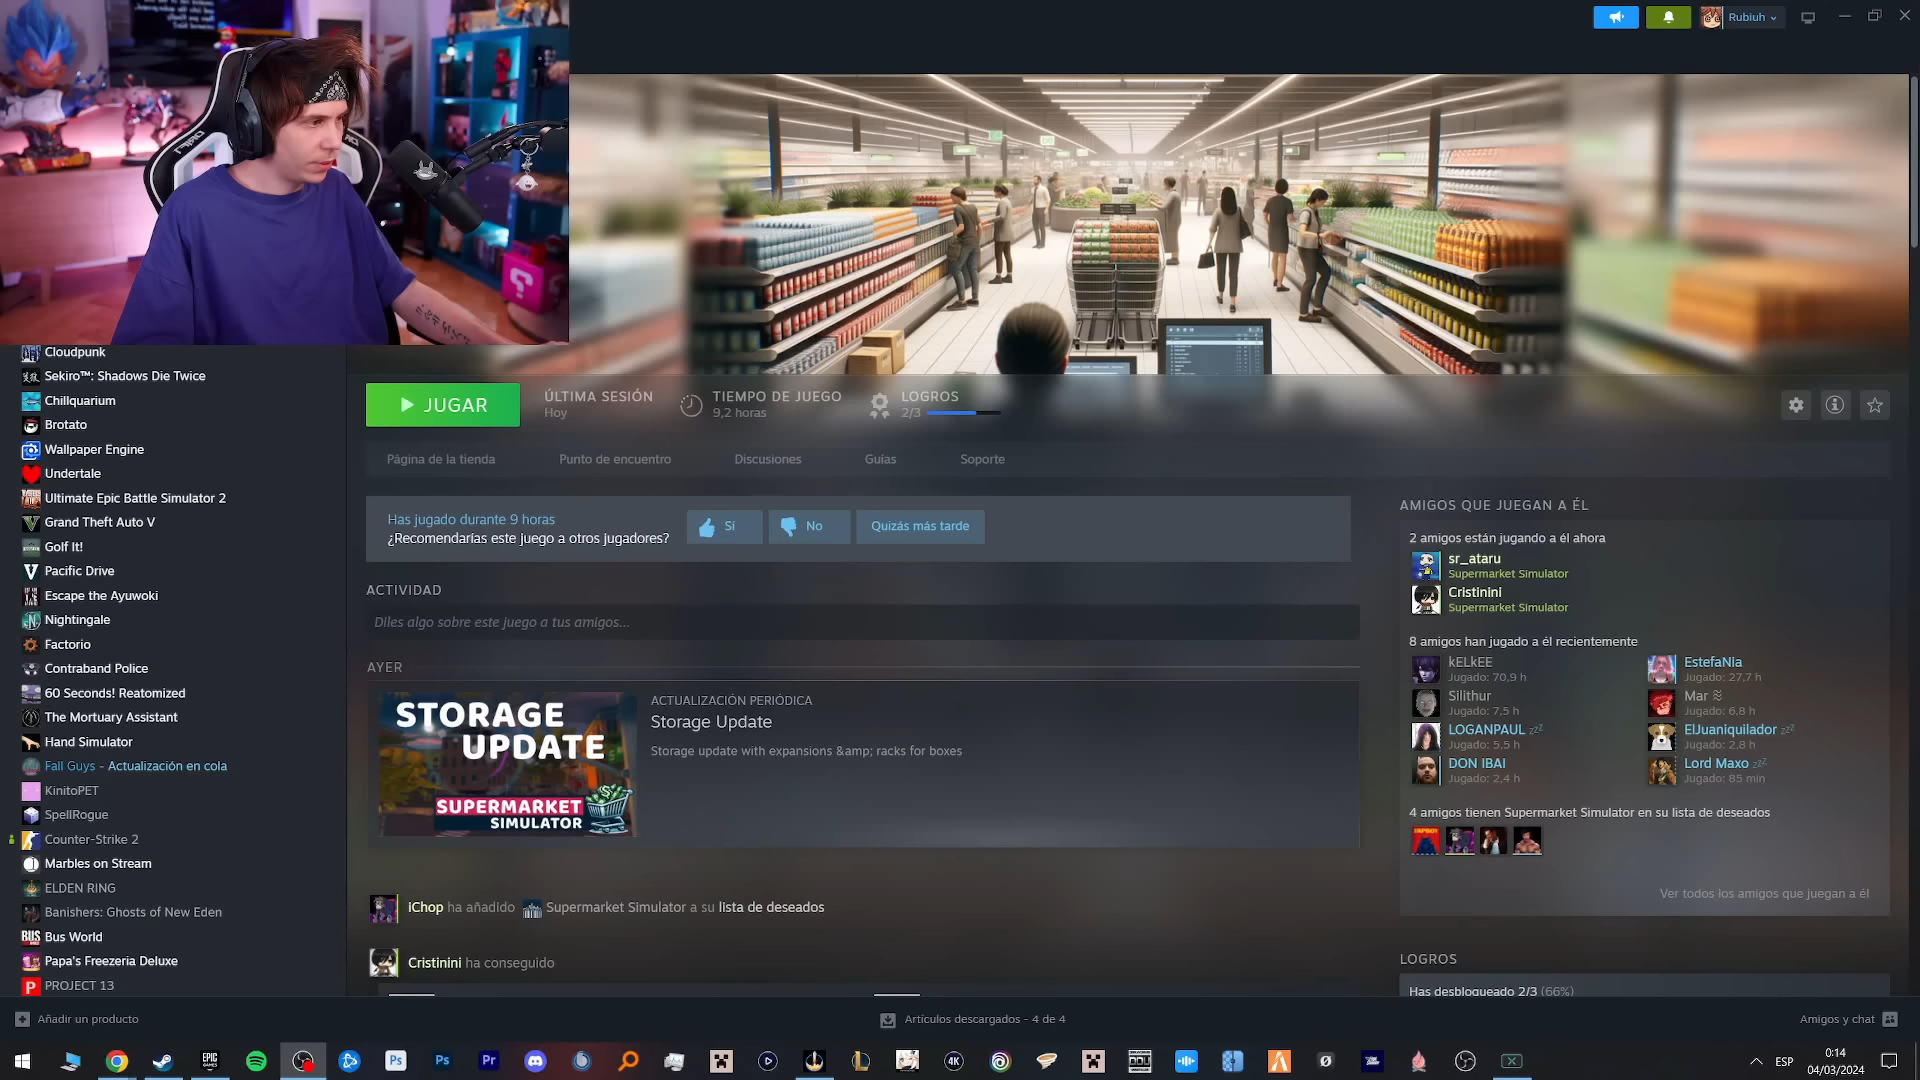 Rubiuh
Cloudpunk
Sekiro™: Shadows Die Twice
Chillquarium
Brotato
Wallpaper Engine
Undertale
Ultimate Epic Battle Simulator 2
Grand Theft Auto V
Golf It!
Pacific Drive
Escape the Ayuwoki
Nightingale
Factorio
Contraband Police
60 Seconds! Reatomized
The Mortuary Assistant
Hand Simulator
Fall Guys - Actualización en cola
KinitoPET
SpellRogue
Counter-Strike 2
Marbles on Stream
ELDEN RING
Banishers: Ghosts of New Eden
Bus World
Papa's Freezeria Deluxe
PROJECT 13
JUGAR
ÚLTIMA SESIÓN
Hoy
TIEMPO DE JUEGO
9,2 horas
LOGROS
2/3
Página de la tienda
Punto de encuentro
Discusiones
Guías
Soporte
Has jugado durante 9 horas
¿Recomendarías este juego a otros jugadores?
Sí
No
Quizás más tarde
ACTIVIDAD
Diles algo sobre este juego a tus amigos...
AYER
STORAGE
UPDATE
SUPERMARKET
SIMULATOR
ACTUALIZACIÓN PERIÓDICA
Storage Update
Storage update with expansions &amp; racks for boxes
iChop ha añadido Supermarket Simulator a su lista de deseados
Cristinini ha conseguido
AMIGOS QUE JUEGAN A ÉL
2 amigos están jugando a él ahora
sr_ataru
Supermarket Simulator
Cristinini
Supermarket Simulator
8 amigos han jugado a él recientemente
kELkEE
Jugado: 70,9 h
EstefaNia
Jugado: 27,7 h
Silithur
Jugado: 7,5 h
Mar
Jugado: 6,8 h
LOGANPAUL zzZ
Jugado: 5,5 h
ElJuaniquilador zzZ
Jugado: 2,8 h
DON IBAI
Jugado: 2,4 h
Lord Maxo zzZ
Jugado: 85 min
4 amigos tienen Supermarket Simulator en su lista de deseados
Ver todos los amigos que juegan a él
LOGROS
Has desbloqueado 2/3 (66%)
Añadir un producto
Artículos descargados - 4 de 4
Amigos y chat
EPIC
GAMES
Ps
Ps
Pr
4K
DDU
ESP
0:14
04/03/2024